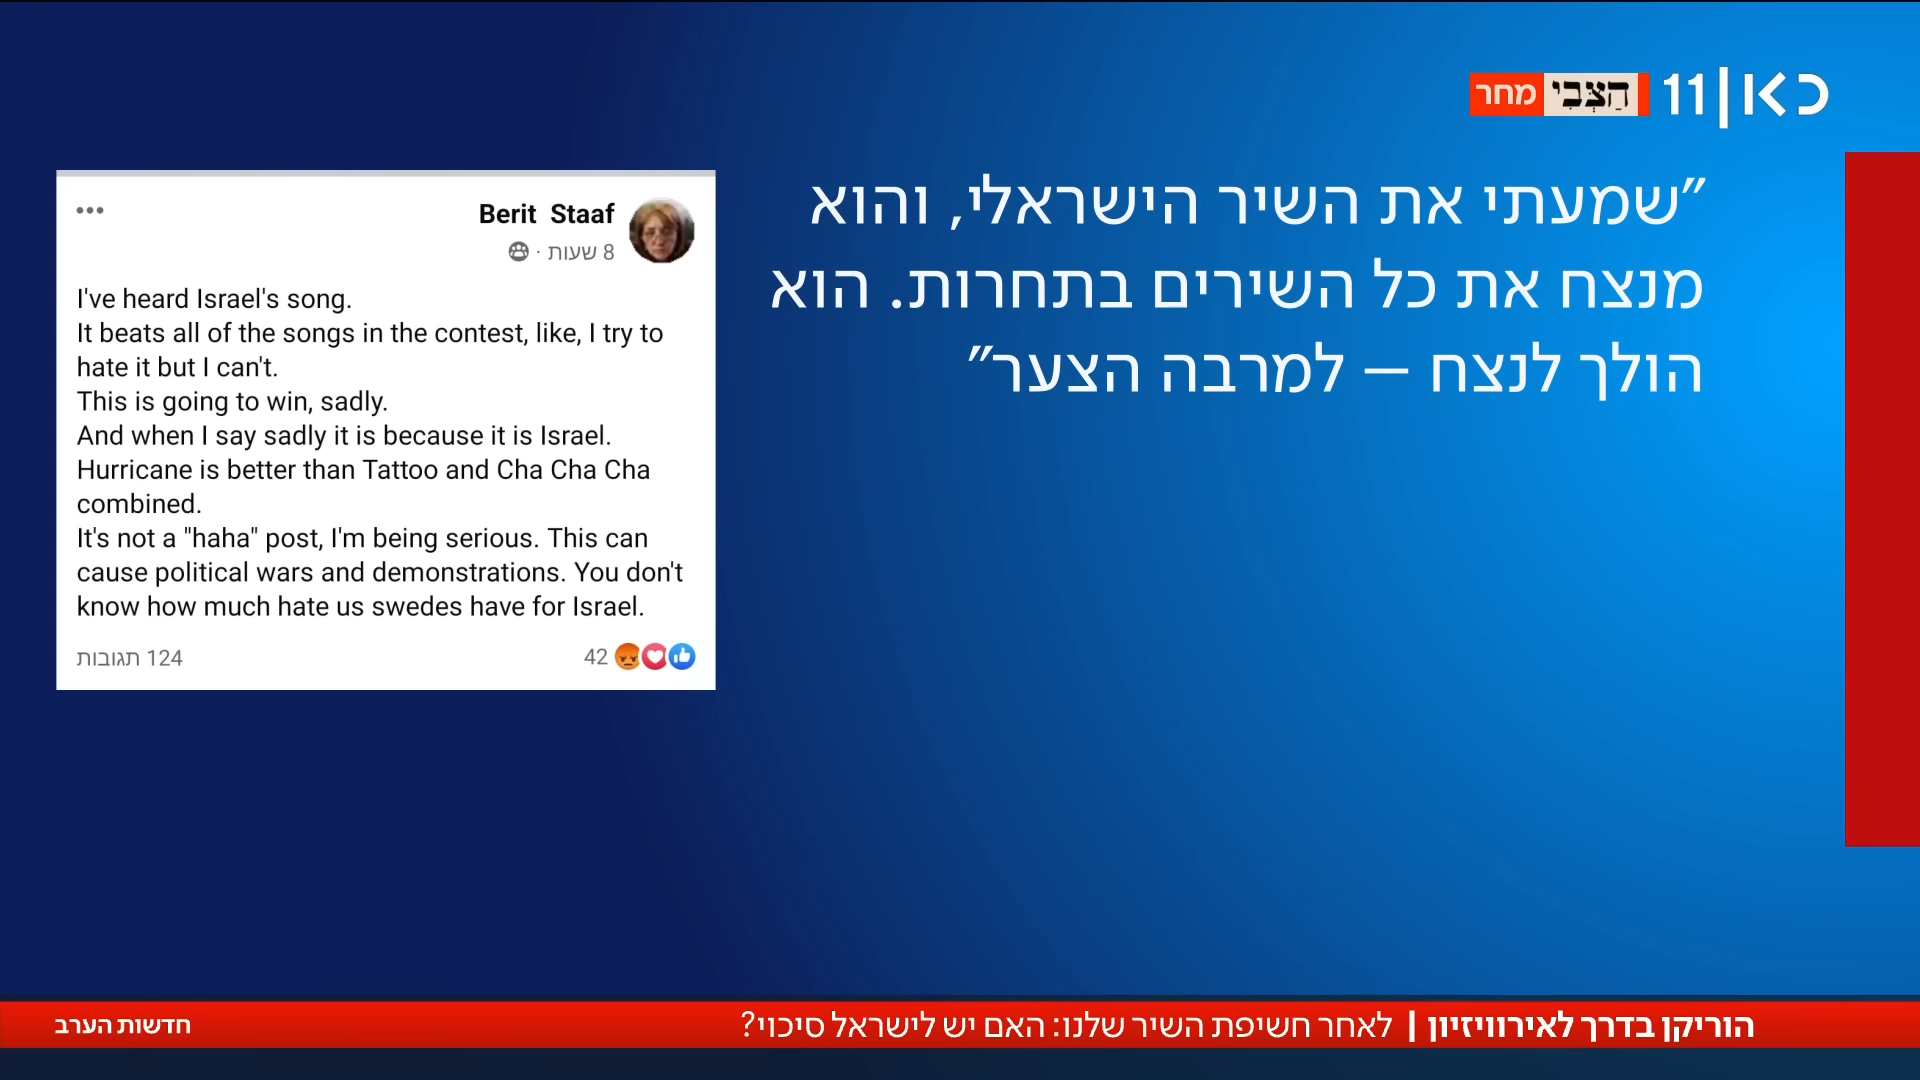 כאן 11
הַצְּבִי מחר
"שמעתי את השיר הישראלי, והוא
מנצח את כל השירים בתחרות. הוא
הולך לנצח – למרבה הצער"
Berit Staaf
8 שעות ·
I've heard Israel's song.
It beats all of the songs in the contest, like, I try to
hate it but I can't.
This is going to win, sadly.
And when I say sadly it is because it is Israel.
Hurricane is better than Tattoo and Cha Cha Cha
combined.
It's not a "haha" post, I'm being serious. This can
cause political wars and demonstrations. You don't
know how much hate us swedes have for Israel.
42
124 תגובות
הוריקן בדרך לאירוויזיון | לאחר חשיפת השיר שלנו: האם יש לישראל סיכוי?
חדשות הערב